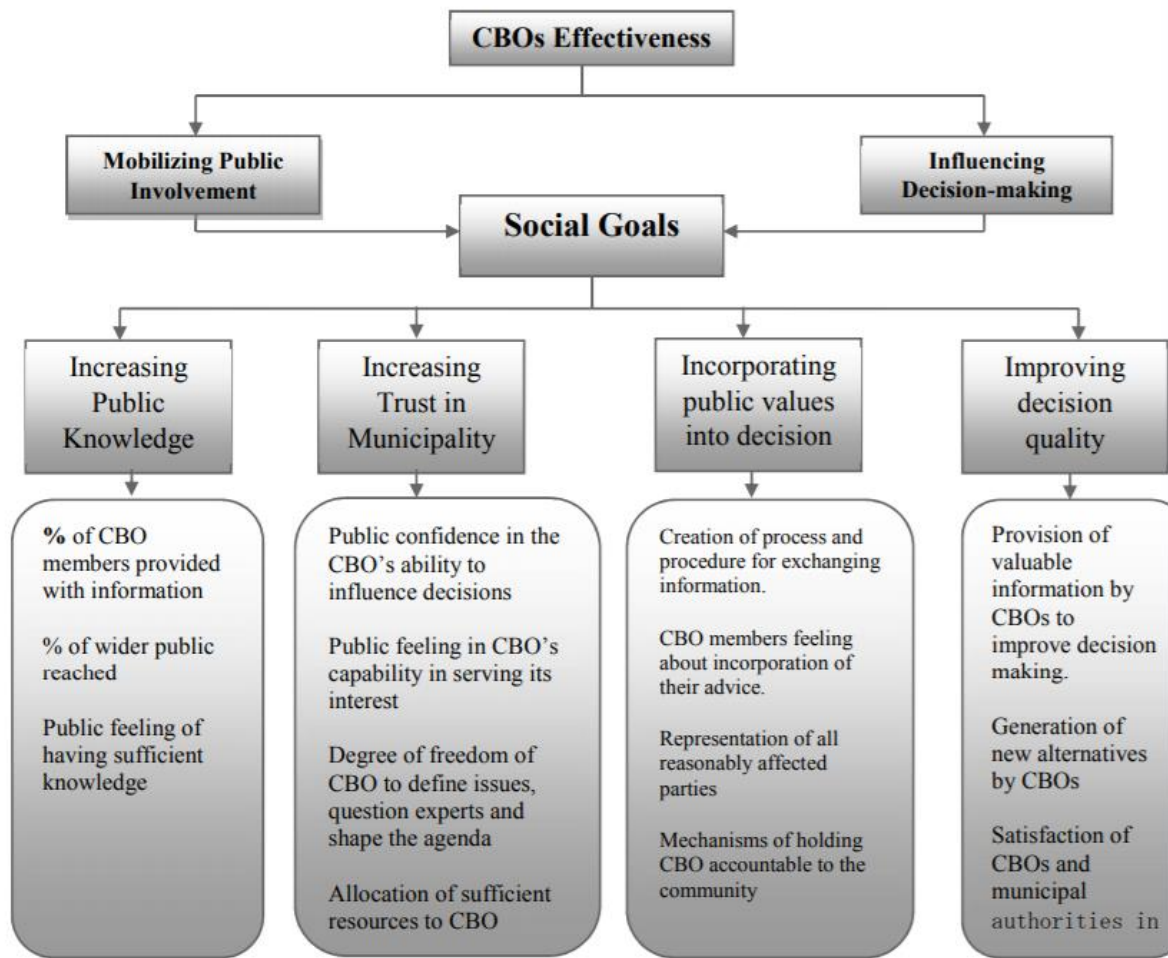 CBOs Effectiveness
Mobilizing Public
Involvement
Influencing
Decision-making
Social Goals
Increasing
Public
Knowledge
Increasing
Trust in
Municipality
Incorporating
public values
into decision
Improving
decision
quality
% of CBO
members provided
with information
% of wider public
reached
Public feeling of
having sufficient
knowledge
Public confidence in the
CBO's ability to
influence decisions
Public feeling in CBO's
capability in serving its
interest
Degree of freedom of
CBO to define issues,
question experts and
shape the agenda
Allocation of sufficient
resources to CBO
Creation of process and
procedure for exchanging
information.
CBO members feeling
about incorporation of
their advice.
Representation of all
reasonably affected
parties
Mechanisms of holding
CBO accountable to the
community
Provision of
valuable
information by
CBOs to
improve decision
making.
Generation of
new alternatives
by CBOs
Satisfaction of
CBOs and
municipal
authorities in